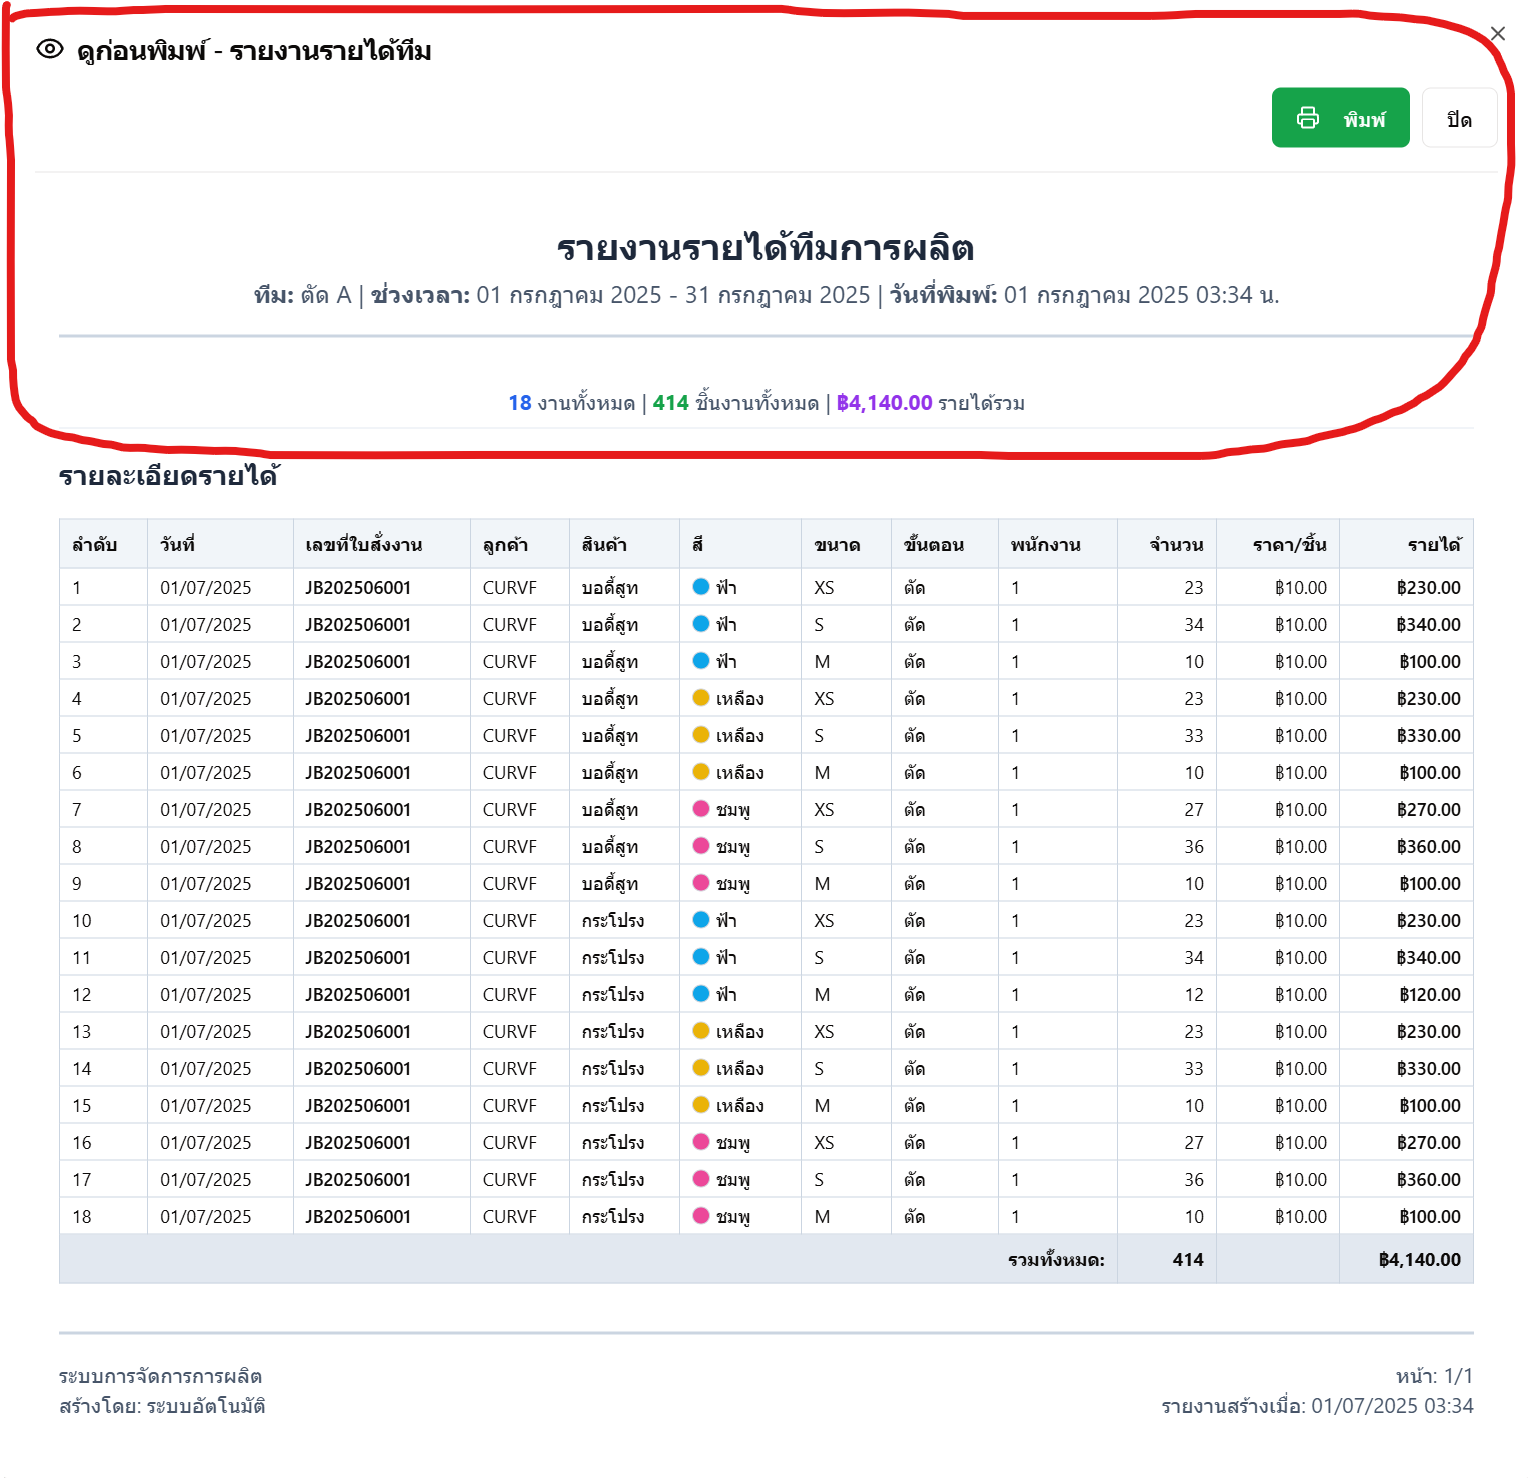 ดูก่อนพิมพ์ - รายงานรายได้ทีม
พิมพ์ ปิด
รายงานรายได้ทีมการผลิต
ทีม: ตัด A | ช่วงเวลา: 01 กรกฎาคม 2025 - 31 กรกฎาคม 2025 | วันที่พิมพ์: 01 กรกฎาคม 2025 03:34 น.
18 งานทั้งหมด | 414 ชิ้นงานทั้งหมด | ฿4,140.00 รายได้รวม
รายละเอียดรายได้
ลำดับ วันที่ เลขที่ใบสั่งงาน ลูกค้า สินค้า สี ขนาด ขั้นตอน พนักงาน จำนวน ราคา/ชิ้น รายได้
1 01/07/2025 JB202506001 CURVF บอดี้สูท ฟ้า XS ตัด 1 23 ฿10.00 ฿230.00
2 01/07/2025 JB202506001 CURVF บอดี้สูท ฟ้า S ตัด 1 34 ฿10.00 ฿340.00
3 01/07/2025 JB202506001 CURVF บอดี้สูท ฟ้า M ตัด 1 10 ฿10.00 ฿100.00
4 01/07/2025 JB202506001 CURVF บอดี้สูท เหลือง XS ตัด 1 23 ฿10.00 ฿230.00
5 01/07/2025 JB202506001 CURVF บอดี้สูท เหลือง S ตัด 1 33 ฿10.00 ฿330.00
6 01/07/2025 JB202506001 CURVF บอดี้สูท เหลือง M ตัด 1 10 ฿10.00 ฿100.00
7 01/07/2025 JB202506001 CURVF บอดี้สูท ชมพู XS ตัด 1 27 ฿10.00 ฿270.00
8 01/07/2025 JB202506001 CURVF บอดี้สูท ชมพู S ตัด 1 36 ฿10.00 ฿360.00
9 01/07/2025 JB202506001 CURVF บอดี้สูท ชมพู M ตัด 1 10 ฿10.00 ฿100.00
10 01/07/2025 JB202506001 CURVF กระโปรง ฟ้า XS ตัด 1 23 ฿10.00 ฿230.00
11 01/07/2025 JB202506001 CURVF กระโปรง ฟ้า S ตัด 1 34 ฿10.00 ฿340.00
12 01/07/2025 JB202506001 CURVF กระโปรง ฟ้า M ตัด 1 12 ฿10.00 ฿120.00
13 01/07/2025 JB202506001 CURVF กระโปรง เหลือง XS ตัด 1 23 ฿10.00 ฿230.00
14 01/07/2025 JB202506001 CURVF กระโปรง เหลือง S ตัด 1 33 ฿10.00 ฿330.00
15 01/07/2025 JB202506001 CURVF กระโปรง เหลือง M ตัด 1 10 ฿10.00 ฿100.00
16 01/07/2025 JB202506001 CURVF กระโปรง ชมพู XS ตัด 1 27 ฿10.00 ฿270.00
17 01/07/2025 JB202506001 CURVF กระโปรง ชมพู S ตัด 1 36 ฿10.00 ฿360.00
18 01/07/2025 JB202506001 CURVF กระโปรง ชมพู M ตัด 1 10 ฿10.00 ฿100.00
รวมทั้งหมด: 414 ฿4,140.00
ระบบการจัดการการผลิต หน้า: 1/1
สร้างโดย: ระบบอัตโนมัติ รายงานสร้างเมื่อ: 01/07/2025 03:34